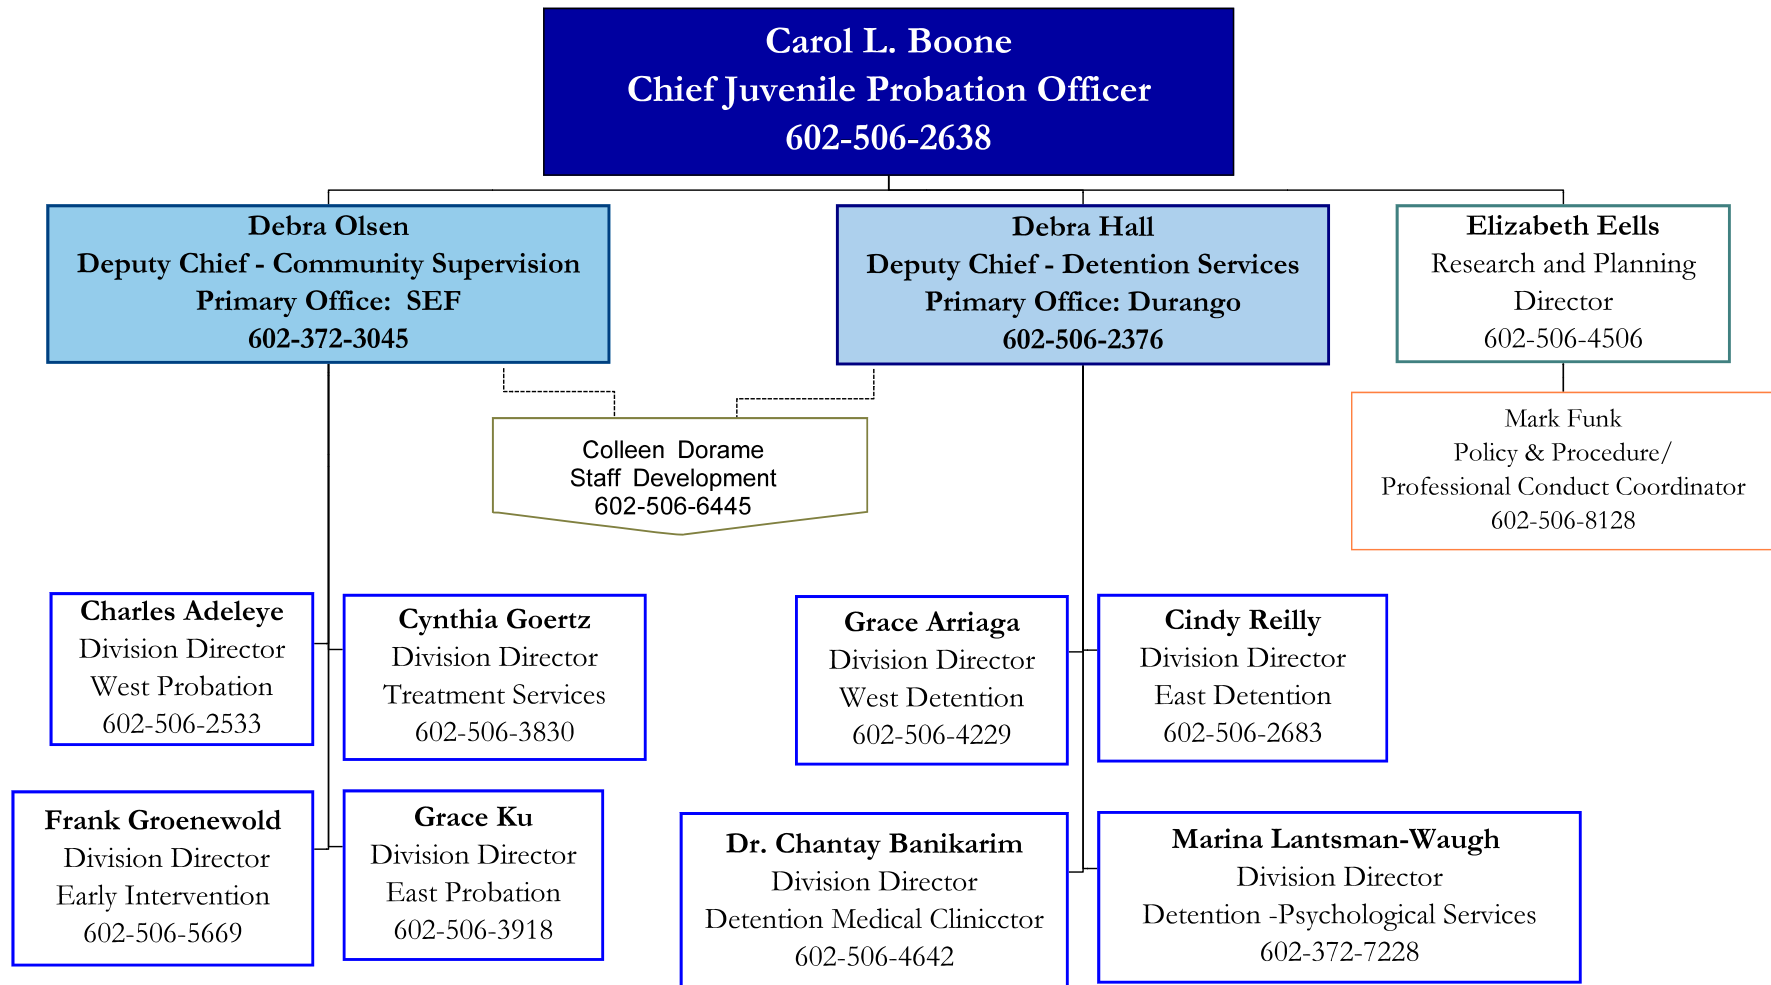 Carol L. Boone
Chief Juvenile Probation Officer
602-506-2638
Debra Olsen
Deputy Chief - Community Supervision
Primary Office:  SEF
602-372-3045
Debra Hall
Deputy Chief - Detention Services
Primary Office: Durango
602-506-2376
Elizabeth Eells
Research and Planning
Director
602-506-4506
Colleen  Dorame
Staff  Development
602-506-6445
Mark Funk
Policy & Procedure/
Professional Conduct Coordinator
602-506-8128
Charles Adeleye
Division Director
West Probation
602-506-2533
Cynthia Goertz
Division Director
Treatment Services
602-506-3830
Grace Arriaga
Division Director
West Detention
602-506-4229
Cindy Reilly
Division Director
East Detention
602-506-2683
Frank Groenewold
Division Director
Early Intervention
602-506-5669
Grace Ku
Division Director
East Probation
602-506-3918
Dr. Chantay Banikarim
Division Director
Detention Medical Clinicctor
602-506-4642
Marina Lantsman-Waugh
Division Director
Detention -Psychological Services
602-372-7228